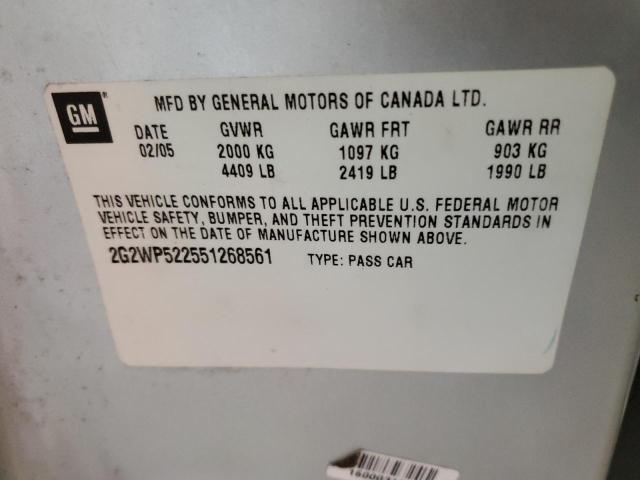 GM
MFD BY GENERAL MOTORS OF CANADA LTD.
DATE GVWR GAWR FRT GAWR RR
02/05 2000 KG 1097 KG 903 KG
4409 LB 2419 LB 1990 LB
THIS VEHICLE CONFORMS TO ALL APPLICABLE U.S. FEDERAL MOTOR
VEHICLE SAFETY, BUMPER, AND THEFT PREVENTION STANDARDS IN
EFFECT ON THE DATE OF MANUFACTURE SHOWN ABOVE.
2G2WP522551268561 TYPE: PASS CAR